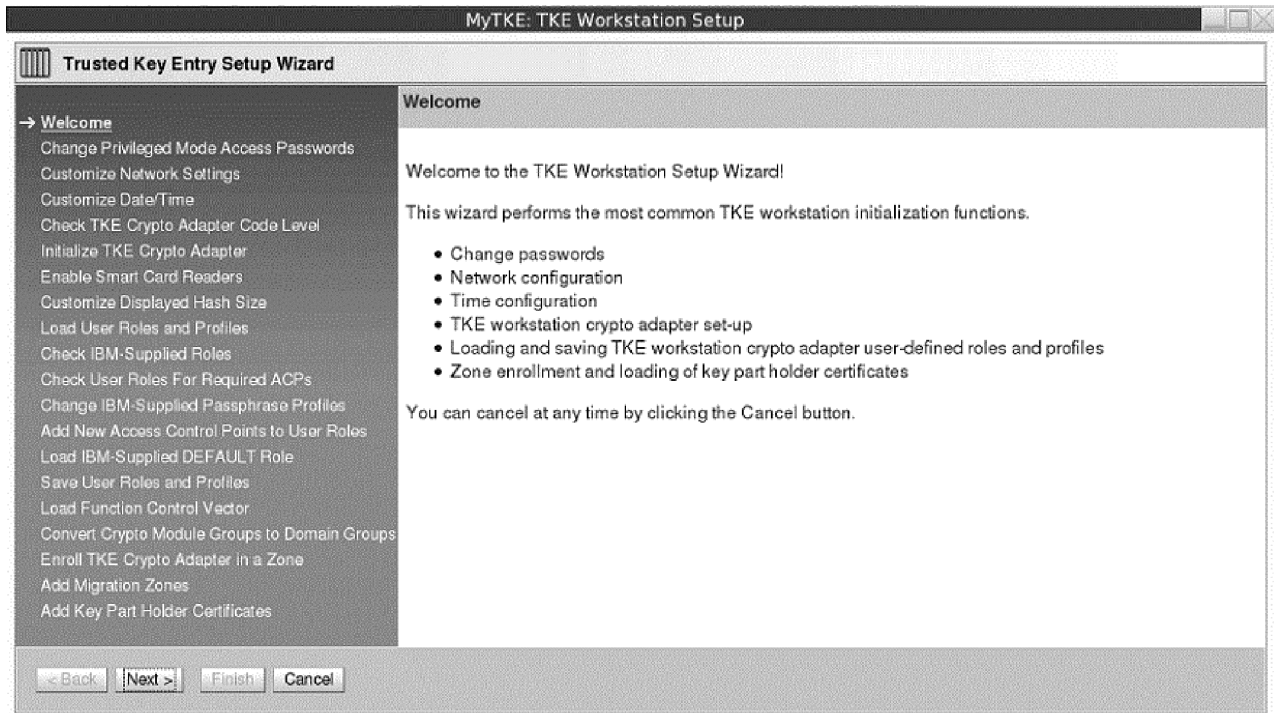 MyTKE: TKE Workstation Setup
Trusted Key Entry Setup Wizard
Welcome
Change Privileged Mode Access Passwords
Customize Network Settings
Customize Date/Time
Check TKE Crypto Adapter Code Level
Initialize TKE Crypto Adapter
Enable Smart Card Readers
Customize Displayed Hash Size
Load User Roles and Profiles
Check IBM-Supplied Roles
Check User Roles For Required ACPs
Change IBM-Supplied Passphrase Profiles
Add New Access Control Points to User Roles
Load IBM-Supplied DEFAULT Role
Save User Roles and Profiles
Load Function Control Vector
Convert Crypto Module Groups to Domain Groups
Enroll TKE Crypto Adapter in a Zone
Add Migration Zones
Add Key Part Holder Certificates
Welcome
Welcome to the TKE Workstation Setup Wizard!
This wizard performs the most common TKE workstation initialization functions.
• Change passwords
• Network configuration
• Time configuration
• TKE workstation crypto adapter set-up
• Loading and saving TKE workstation crypto adapter user-defined roles and profiles
• Zone enrollment and loading of key part holder certificates
You can cancel at any time by clicking the Cancel button.
< Back Next > Finish Cancel